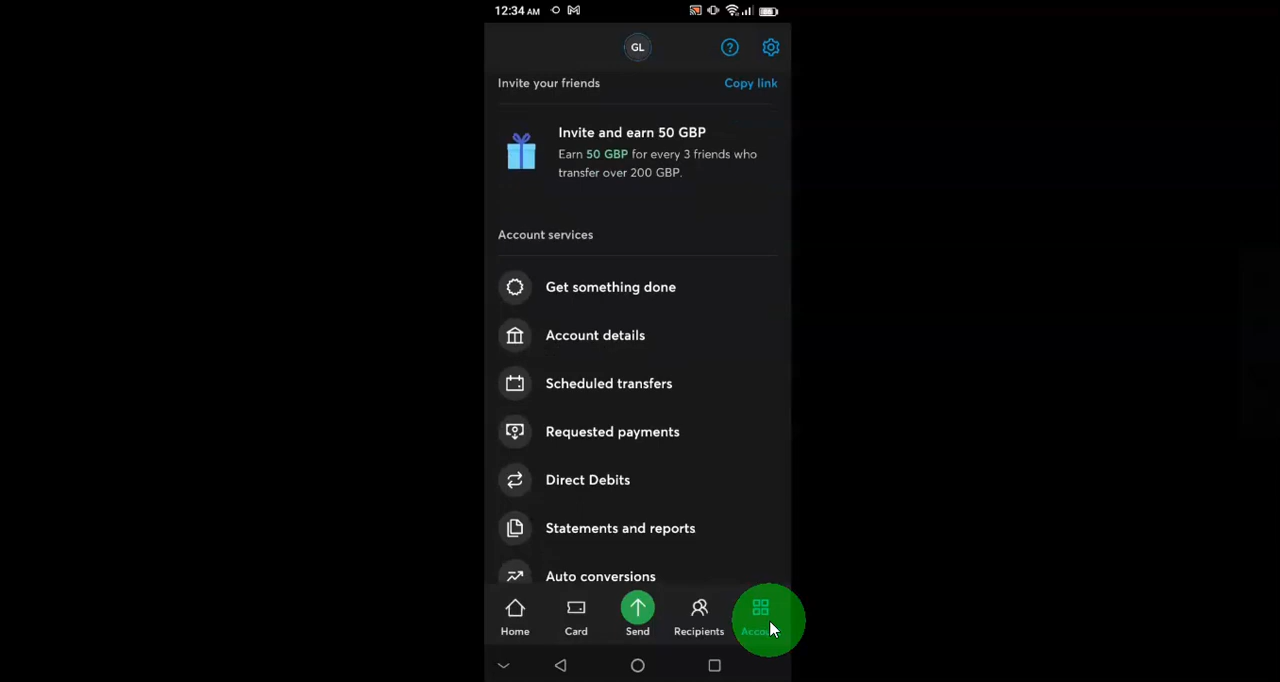 12:34 AM
GL
Invite your friends
Copy link
Invite and earn 50 GBP
Earn 50 GBP for every 3 friends who
transfer over 200 GBP.
Account services
Get something done
Account details
Scheduled transfers
Requested payments
Direct Debits
Statements and reports
Auto conversions
Home
Card
Send
Recipients